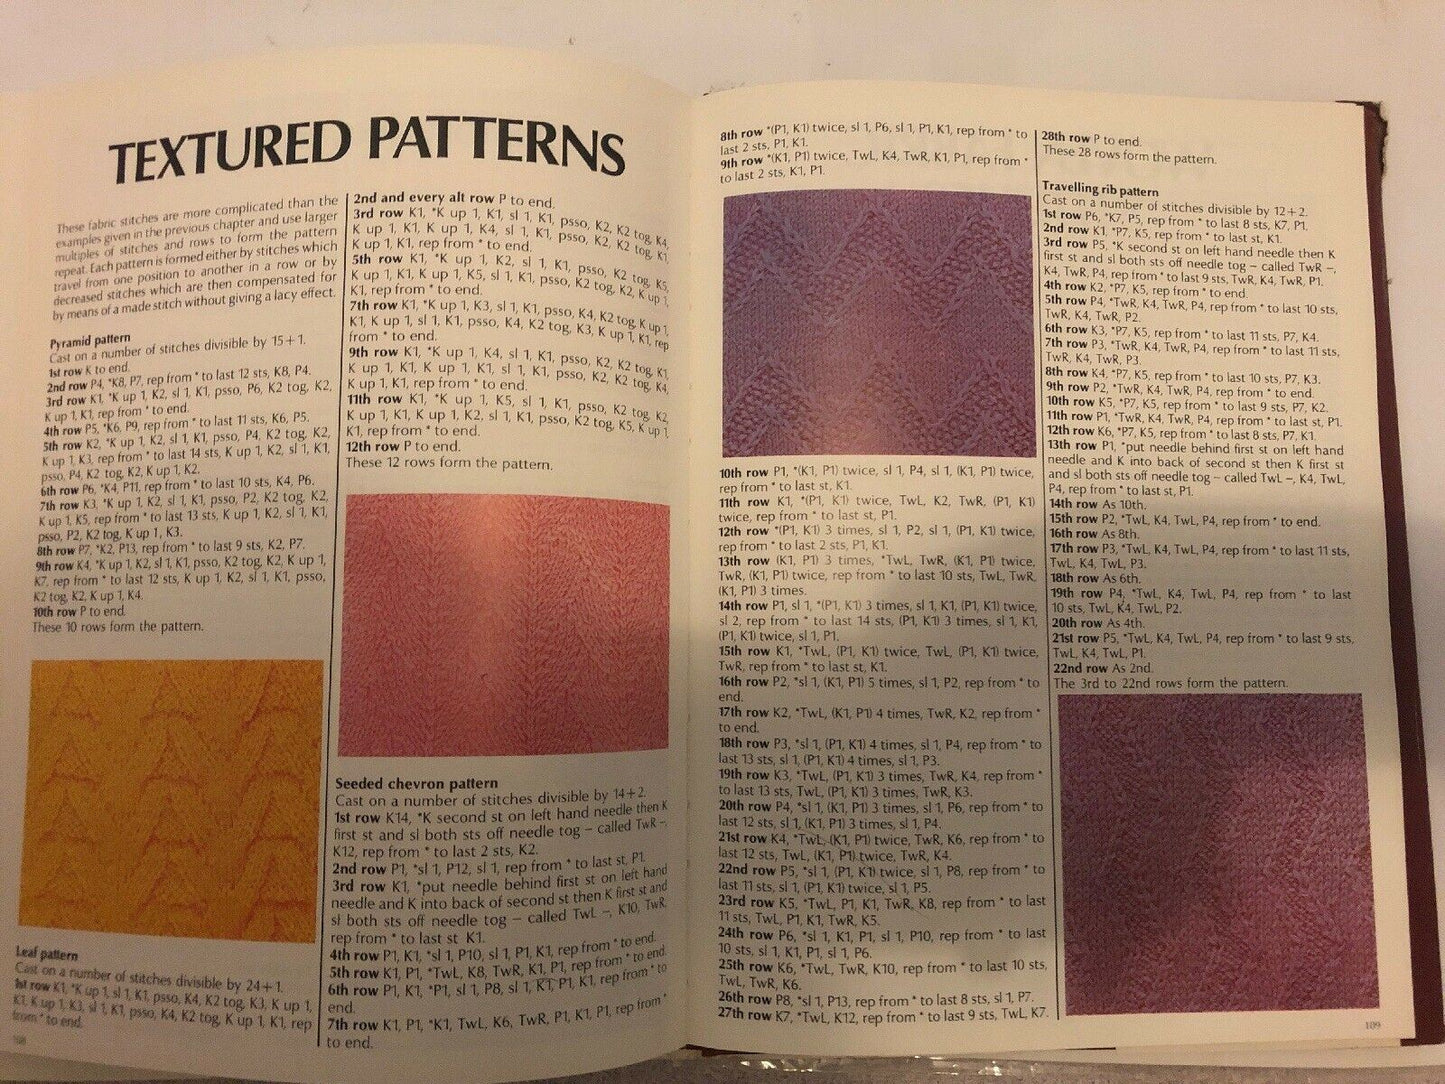 TEXTURED PATTERNS
These fabric stitches are more complicated than the
examples given in the previous chapter and use larger
multiples of stitches and rows to form the pattern
repeat. Each pattern is formed either by stitches which
travel from one position to another in a row or by
decreased stitches which are then compensated for
by means of a made stitch without giving a lacy effect.
Pyramid pattern
Cast on a number of stitches divisible by 15+1.
1st row K to end.
2nd row P4, *K8, P7, rep from * to last 12 sts, K8, P4.
3rd row K1, *K up 1, K2, sl 1, K1, psso, P6, K2 tog, K2,
K up 1, K1, rep from * to end.
4th row P5, *K6, P9, rep from * to last 11 sts, K6, P5.
5th row K2, *K up 1, K2, sl 1, K1, psso, P4, K2 tog, K2,
K up 1, K3, rep from * to last 14 sts, K up 1, K2, sl 1, K1,
psso, P4, K2 tog, K2, K up 1, K2.
6th row P6, *K4, P11, rep from * to last 10 sts, K4, P6.
7th row K3, *K up 1, K2, sl 1, K1, psso, P2, K2 tog, K2,
K up 1, K5, rep from * to last 13 sts, K up 1, K2, sl 1, K1,
psso, P2, K2 tog, K2, K up 1, K3.
8th row P7, *K2, P13, rep from * to last 9 sts, K2, P7.
9th row K4, *K up 1, K2, sl 1, K1, psso, K2 tog, K2, K up 1,
K7, rep from * to last 12 sts, K up 1, K2, sl 1, K1, psso,
K2 tog, K2, K up 1, K4.
10th row P to end.
These 10 rows form the pattern.
Leaf pattern
Cast on a number of stitches divisible by 24+1.
1st row K1, *K up 1, sl 1, K1, psso, K4, K2 tog, K3, K up 1,
K1, K up 1, K3, sl 1, K1, psso, K4, K2 tog, K up 1, K1, rep
from * to end.
108
2nd and every alt row P to end.
3rd row K1, *K up 1, K1, sl 1, K1, psso, K2, K2 tog, K4,
K up 1, K1, K up 1, K4, sl 1, K1, psso, K2, K2 tog, K1,
K up 1, K1, rep from * to end.
5th row K1, *K up 1, K2, sl 1, K1, psso, K2 tog, K5,
K up 1, K1, K up 1, K5, sl 1, K1, psso, K2 tog, K2, K up 1,
K1, rep from * to end.
7th row K1, *K up 1, K3, sl 1, K1, psso, K4, K2 tog, K up 1,
K1, K up 1, sl 1, K1, psso, K4, K2 tog, K3, K up 1, K1, rep
from * to end.
9th row K1, *K up 1, K4, sl 1, K1, psso, K2, K2 tog, K1,
K up 1, K1, K up 1, K1, sl 1, K1, psso, K2, K2 tog, K4,
K up 1, K1, rep from * to end.
11th row K1, *K up 1, K5, sl 1, K1, psso, K2 tog, K2,
K up 1, K1, K up 1, K2, sl 1, K1, psso, K2 tog, K5, K up 1,
K1, rep from * to end.
12th row P to end.
These 12 rows form the pattern.
Seeded chevron pattern
Cast on a number of stitches divisible by 14+2.
1st row K14, *K second st on left hand needle then K
first st and sl both sts off needle tog – called TwR –,
K12, rep from * to last 2 sts, K2.
2nd row P1, *sl 1, P12, sl 1, rep from * to last st, P1.
3rd row K1, *put needle behind first st on left hand
needle and K into back of second st then K first st and
sl both sts off needle tog – called TwL –, K10, TwR,
rep from * to last st K1.
4th row P1, K1, *sl 1, P10, sl 1, P1, K1, rep from * to end.
5th row K1, P1, *TwL, K8, TwR, K1, P1, rep from * to end.
6th row P1, K1, *P1, sl 1, P8, sl 1, K1, P1, K1, rep from * to
end.
7th row K1, P1, *K1, TwL, K6, TwR, P1, K1, P1, rep from *
to end.
8th row *(P1, K1) twice, sl 1, P6, sl 1, P1, K1, rep from * to
last 2 sts, P1, K1.
9th row *(K1, P1) twice, TwL, K4, TwR, K1, P1, rep from *
to last 2 sts, K1, P1.
10th row P1, *(K1, P1) twice, sl 1, P4, sl 1, (K1, P1) twice,
rep from * to last st, K1.
11th row K1, *(P1, K1) twice, TwL, K2, TwR, (P1, K1)
twice, rep from * to last st, P1.
12th row *(P1, K1) 3 times, sl 1, P2, sl 1, (P1, K1) twice,
rep from * to last 2 sts, P1, K1.
13th row (K1, P1) 3 times, *TwL, TwR, (K1, P1) twice,
TwR, (K1, P1) twice, rep from * to last 10 sts, TwL, TwR,
(K1, P1) 3 times.
14th row P1, sl 1, *(P1, K1) 3 times, sl 1, K1, (P1, K1) twice,
sl 2, rep from * to last 14 sts, (P1, K1) 3 times, sl 1, K1,
(P1, K1) twice, sl 1, P1.
15th row K1, *TwL, (P1, K1) twice, TwL, (P1, K1) twice,
TwR, rep from * to last st, K1.
16th row P2, *sl 1, (K1, P1) 5 times, sl 1, P2, rep from * to
end.
17th row K2, *TwL, (K1, P1) 4 times, TwR, K2, rep from *
to end.
18th row P3, *sl 1, (P1, K1) 4 times, sl 1, P4, rep from * to
last 13 sts, sl 1, (P1, K1) 4 times, sl 1, P3.
19th row K3, *TwL, (P1, K1) 3 times, TwR, K4, rep from *
to last 13 sts, TwL, (P1, K1) 3 times, TwR, K3.
20th row P4, *sl 1, (K1, P1) 3 times, sl 1, P6, rep from * to
last 12 sts, sl 1, (K1, P1) 3 times, sl 1, P4.
21st row K4, *TwL, (K1, P1) twice, TwR, K6, rep from * to
last 12 sts, TwL, (K1, P1) twice, TwR, K4.
22nd row P5, *sl 1, (P1, K1) twice, sl 1, P8, rep from * to
last 11 sts, sl 1, (P1, K1) twice, sl 1, P5.
23rd row K5, *TwL, P1, K1, TwR, K8, rep from * to last
11 sts, TwL, P1, K1, TwR, K5.
24th row P6, *sl 1, K1, P1, sl 1, P10, rep from * to last
10 sts, sl 1, K1, P1, sl 1, P6.
25th row K6, *TwL, TwR, K10, rep from * to last 10 sts,
TwL, TwR, K6.
26th row P8, *sl 1, P13, rep from * to last 8 sts, sl 1, P7.
27th row K7, *TwL, K12, rep from * to last 9 sts, TwL, K7.
28th row P to end.
These 28 rows form the pattern.
Travelling rib pattern
Cast on a number of stitches divisible by 12+2.
1st row P6, *K7, P5, rep from * to last 8 sts, K7, P1.
2nd row K1, *P7, K5, rep from * to last st, K1.
3rd row P5, *K second st on left hand needle then K
first st and sl both sts off needle tog – called TwR –,
K4, TwR, P4, rep from * to last 9 sts, TwR, K4, TwR, P1.
4th row K2, *P7, K5, rep from * to end.
5th row P4, *TwR, K4, TwR, P4, rep from * to last 10 sts,
TwR, K4, TwR, P2.
6th row K3, *P7, K5, rep from * to last 11 sts, P7, K4.
7th row P3, *TwR, K4, TwR, P4, rep from * to last 11 sts,
TwR, K4, TwR, P3.
8th row K4, *P7, K5, rep from * to last 10 sts, P7, K3.
9th row P2, *TwR, K4, TwR, P4, rep from * to end.
10th row K5, *P7, K5, rep from * to last 9 sts, P7, K2.
11th row P1, *TwR, K4, TwR, P4, rep from * to last st, P1.
12th row K6, *P7, K5, rep from * to last 8 sts, P7, K1.
13th row P1, *put needle behind first st on left hand
needle and K into back of second st then K first st
and sl both sts off needle tog – called TwL –, K4, TwL,
P4, rep from * to last st, P1.
14th row As 10th.
15th row P2, *TwL, K4, TwL, P4, rep from * to end.
16th row As 8th.
17th row P3, *TwL, K4, TwL, P4, rep from * to last 11 sts,
TwL, K4, TwL, P3.
18th row As 6th.
19th row P4, *TwL, K4, TwL, P4, rep from * to last
10 sts, TwL, K4, TwL, P2.
20th row As 4th.
21st row P5, *TwL, K4, TwL, P4, rep from * to last 9 sts,
TwL, K4, TwL, P1.
22nd row As 2nd.
The 3rd to 22nd rows form the pattern.
109